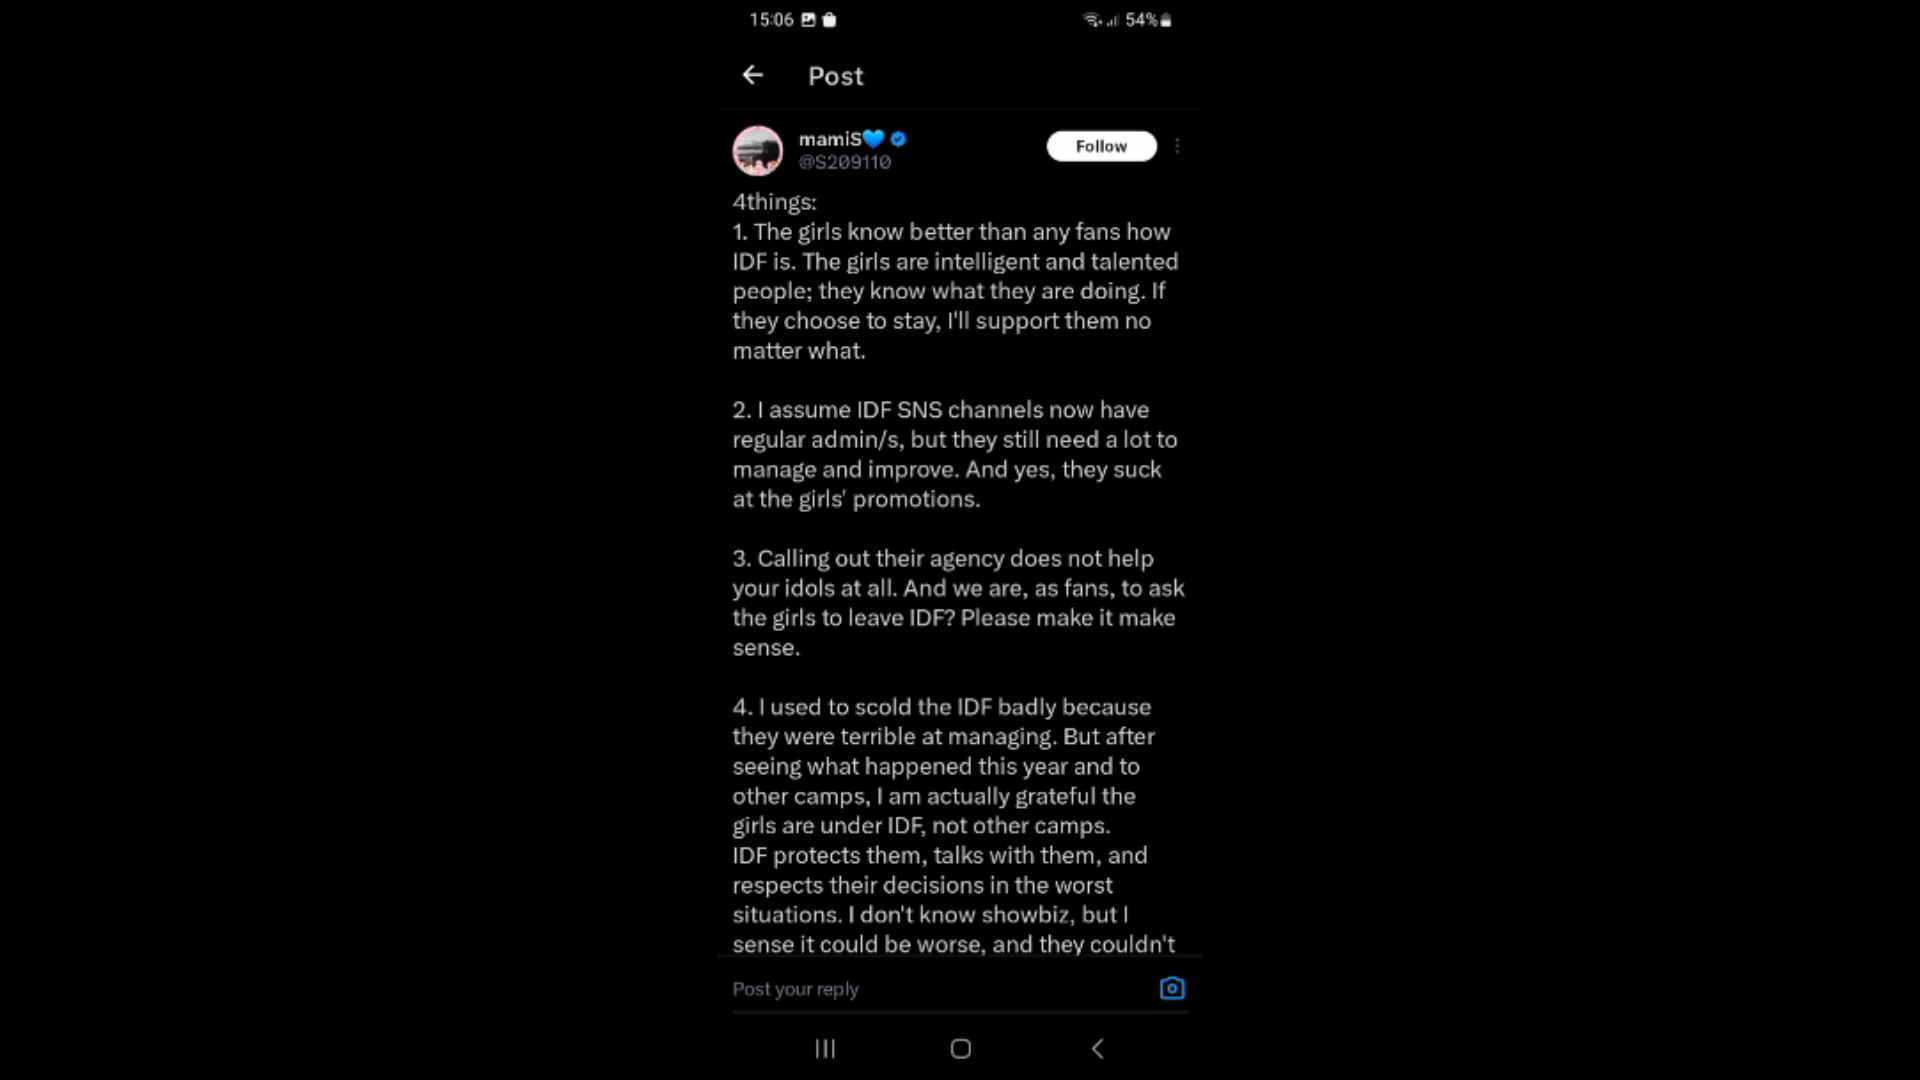 15:06 54%
Post
mamiS💙
@S209110
Follow
4things:
1. The girls know better than any fans how
IDF is. The girls are intelligent and talented
people; they know what they are doing. If
they choose to stay, I'll support them no
matter what.
2. I assume IDF SNS channels now have
regular admin/s, but they still need a lot to
manage and improve. And yes, they suck
at the girls' promotions.
3. Calling out their agency does not help
your idols at all. And we are, as fans, to ask
the girls to leave IDF? Please make it make
sense.
4. I used to scold the IDF badly because
they were terrible at managing. But after
seeing what happened this year and to
other camps, I am actually grateful the
girls are under IDF, not other camps.
IDF protects them, talks with them, and
respects their decisions in the worst
situations. I don't know showbiz, but I
sense it could be worse, and they couldn't
Post your reply